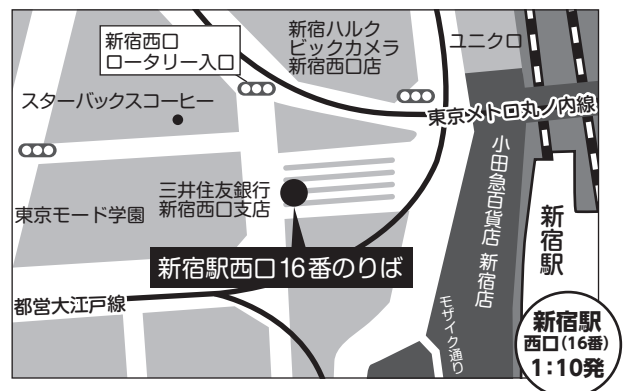 新宿西口
ロータリー入口
新宿ハルク
ビックカメラ
新宿西口店
ユニクロ
スターバックスコーヒー
東京メトロ丸ノ内線
小田急百貨店 新宿店
三井住友銀行
新宿西口支店
東京モード学園
新宿駅
新宿駅西口16番のりば
都営大江戸線
モザイク通り
新宿駅
西口(16番)
1:10発